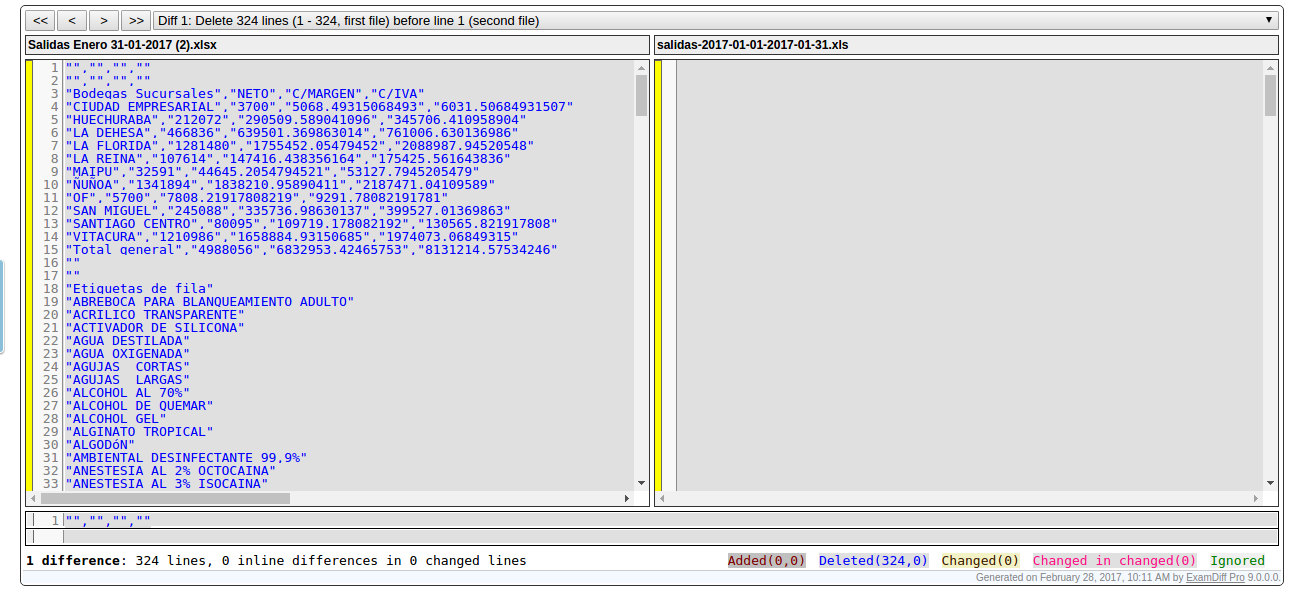 << < > >> Diff 1: Delete 324 lines (1 - 324, first file) before line 1 (second file)
Salidas Enero 31-01-2017 (2).xlsx
salidas-2017-01-01-2017-01-31.xls
1 "","","",""
2 "","","",""
3 "Bodegas Sucursales","NETO","C/MARGEN","C/IVA"
4 "CIUDAD EMPRESARIAL","3700","5068.49315068493","6031.50684931507"
5 "HUECHURABA","212072","290509.589041096","345706.410958904"
6 "LA DEHESA","466836","639501.369863014","761006.630136986"
7 "LA FLORIDA","1281480","1755452.05479452","2088987.94520548"
8 "LA REINA","107614","147416.438356164","175425.561643836"
9 "MAIPU","32591","44645.2054794521","53127.7945205479"
10 "ÑUÑOA","1341894","1838210.95890411","2187471.04109589"
11 "OF","5700","7808.21917808219","9291.78082191781"
12 "SAN MIGUEL","245088","335736.98630137","399527.01369863"
13 "SANTIAGO CENTRO","80095","109719.178082192","130565.821917808"
14 "VITACURA","1210986","1658884.93150685","1974073.06849315"
15 "Total general","4988056","6832953.42465753","8131214.57534246"
16 ""
17 ""
18 "Etiquetas de fila"
19 "ABREBOCA PARA BLANQUEAMIENTO ADULTO"
20 "ACRILICO TRANSPARENTE"
21 "ACTIVADOR DE SILICONA"
22 "AGUA DESTILADA"
23 "AGUA OXIGENADA"
24 "AGUJAS  CORTAS"
25 "AGUJAS  LARGAS"
26 "ALCOHOL AL 70%"
27 "ALCOHOL DE QUEMAR"
28 "ALCOHOL GEL"
29 "ALGINATO TROPICAL"
30 "ALGODóN"
31 "AMBIENTAL DESINFECTANTE 99,9%"
32 "ANESTESIA AL 2% OCTOCAINA"
33 "ANESTESIA AL 3% ISOCAINA"
1 "","","",""
1 difference: 324 lines, 0 inline differences in 0 changed lines
Added(0,0) Deleted(324,0) Changed(0) Changed in changed(0) Ignored
Generated on February 28, 2017, 10:11 AM by ExamDiff Pro 9.0.0.0.